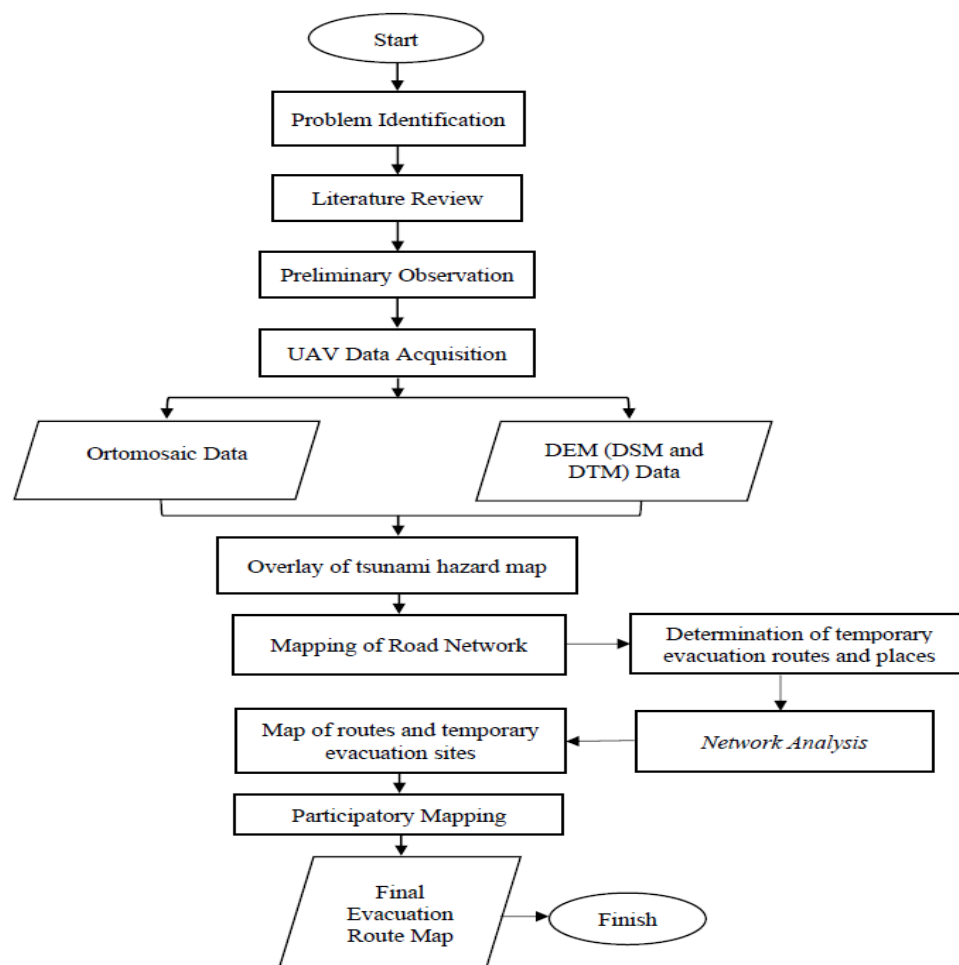 Start
Problem Identification
Literature Review
Preliminary Observation
UAV Data Acquisition
Ortomosaic Data
DEM (DSM and
DTM) Data
Overlay of tsunami hazard map
Mapping of Road Network
Determination of temporary
evacuation routes and places
Network Analysis
Map of routes and temporary
evacuation sites
Participatory Mapping
Final
Evacuation
Route Map
Finish